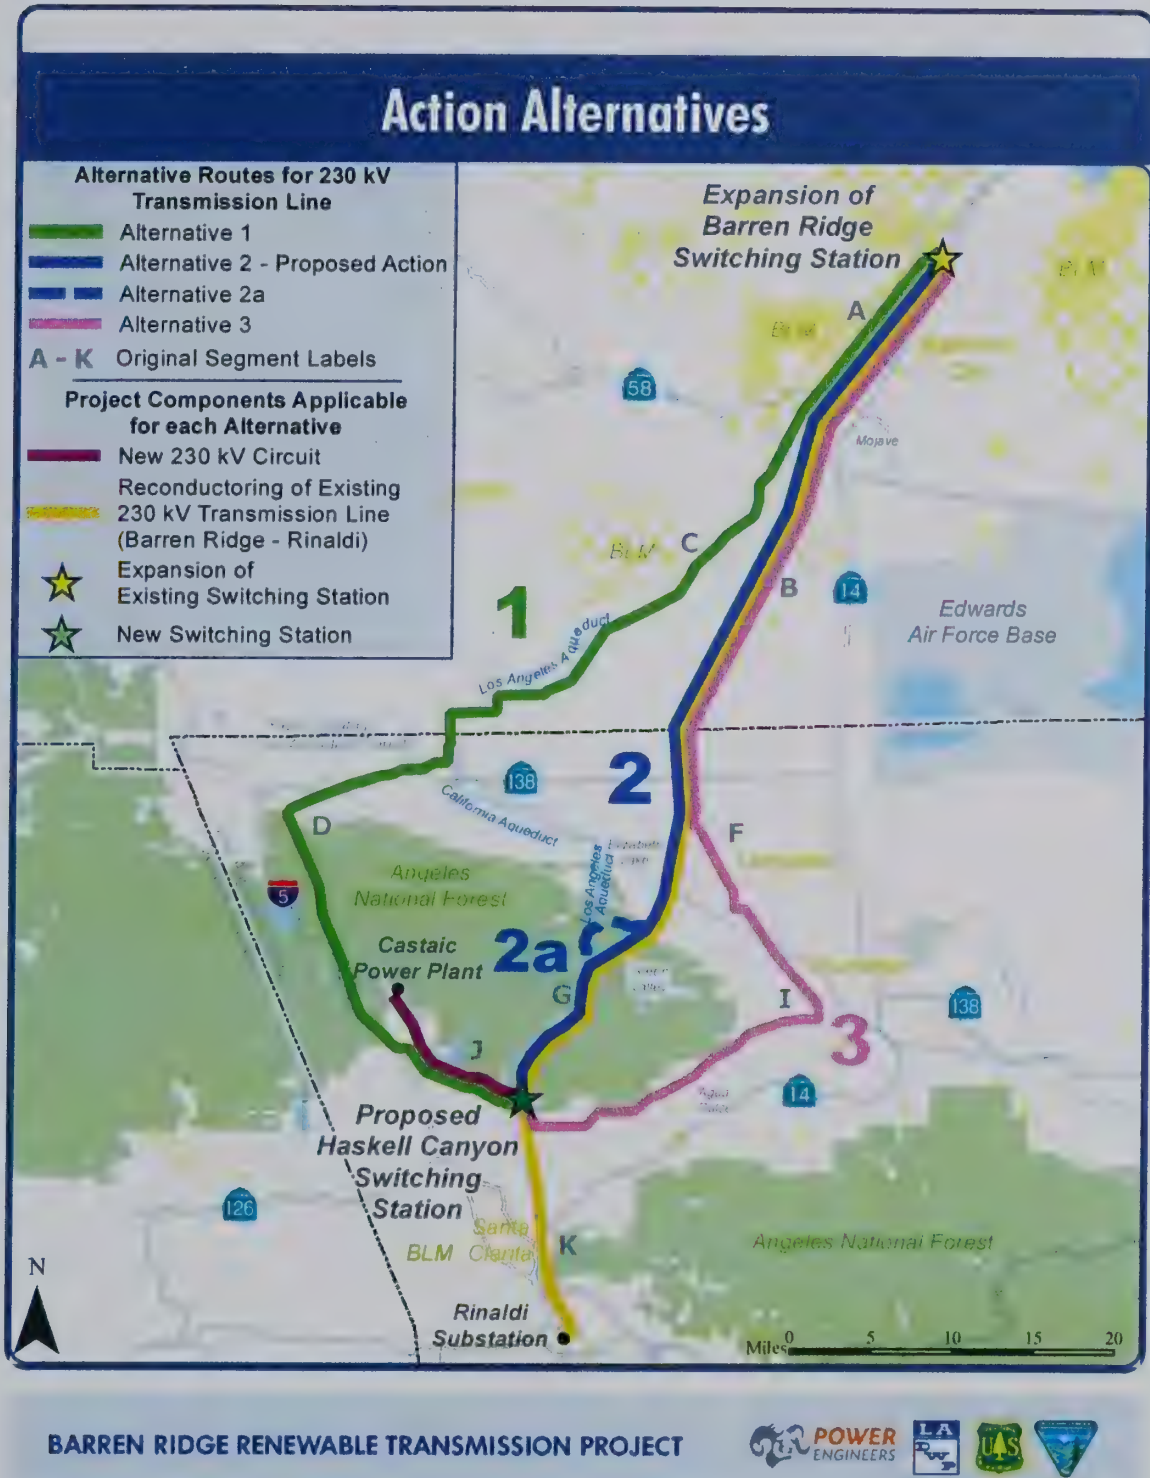 Action Alternatives
Alternative Routes for 230 kV
Transmission Line
Alternative 1
Alternative 2 - Proposed Action
Alternative 2a
Alternative 3
A - K Original Segment Labels
Project Components Applicable
for each Alternative
New 230 kV Circuit
Reconductoring of Existing
230 kV Transmission Line
(Barren Ridge - Rinaldi)
Expansion of
Existing Switching Station
New Switching Station
Expansion of
Barren Ridge
Switching Station
BLM
A
BLM
58
Mojave
C
BLM
B
14
1
Edwards
Air Force Base
Los Angeles Aqueduct
2
138
California Aqueduct
D
F
Los Angeles
Aqueduct
Angeles
National Forest
5
2a
Castaic
Power Plant
G
I
138
3
J
14
Proposed
Haskell Canyon
Switching
Station
126
Santa
BLM Clarita
K
Angeles National Forest
N
Rinaldi
Substation
Miles 0 5 10 15 20
BARREN RIDGE RENEWABLE TRANSMISSION PROJECT
POWER
ENGINEERS
LA
DWP
US